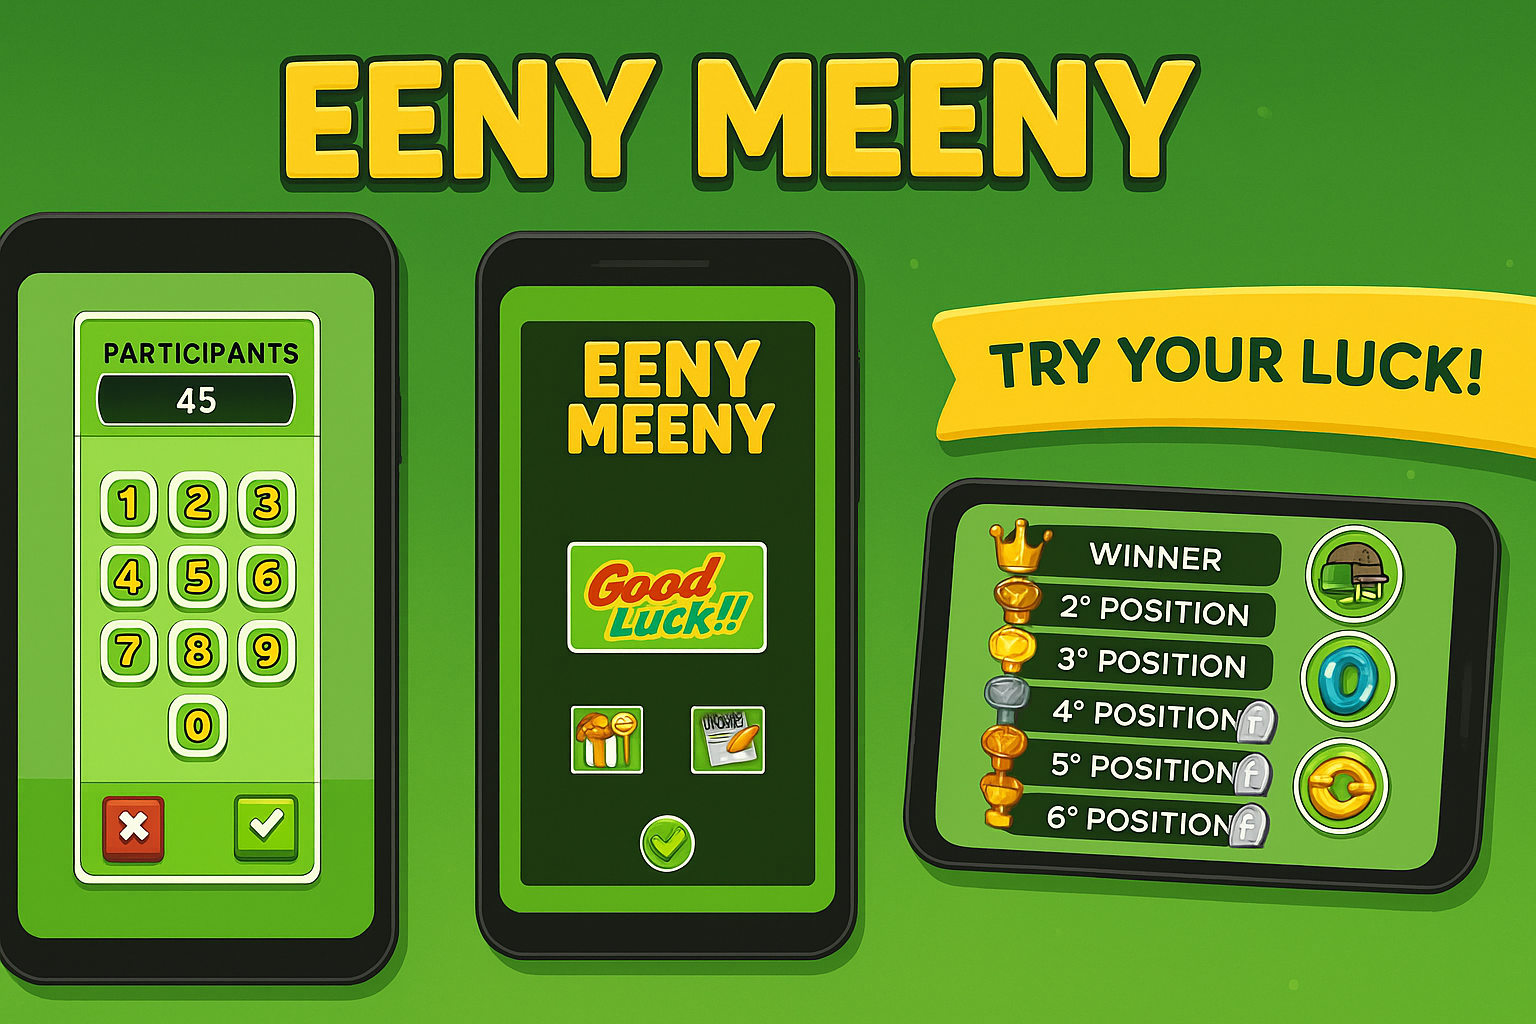 EENY MEENY
PARTICIPANTS
45
1 2 3
4 5 6
7 8 9
0
EENY
MEENY
Good
Luck!!
TRY YOUR LUCK!
WINNER
2° POSITION
3° POSITION
4° POSITION
5° POSITION
6° POSITION